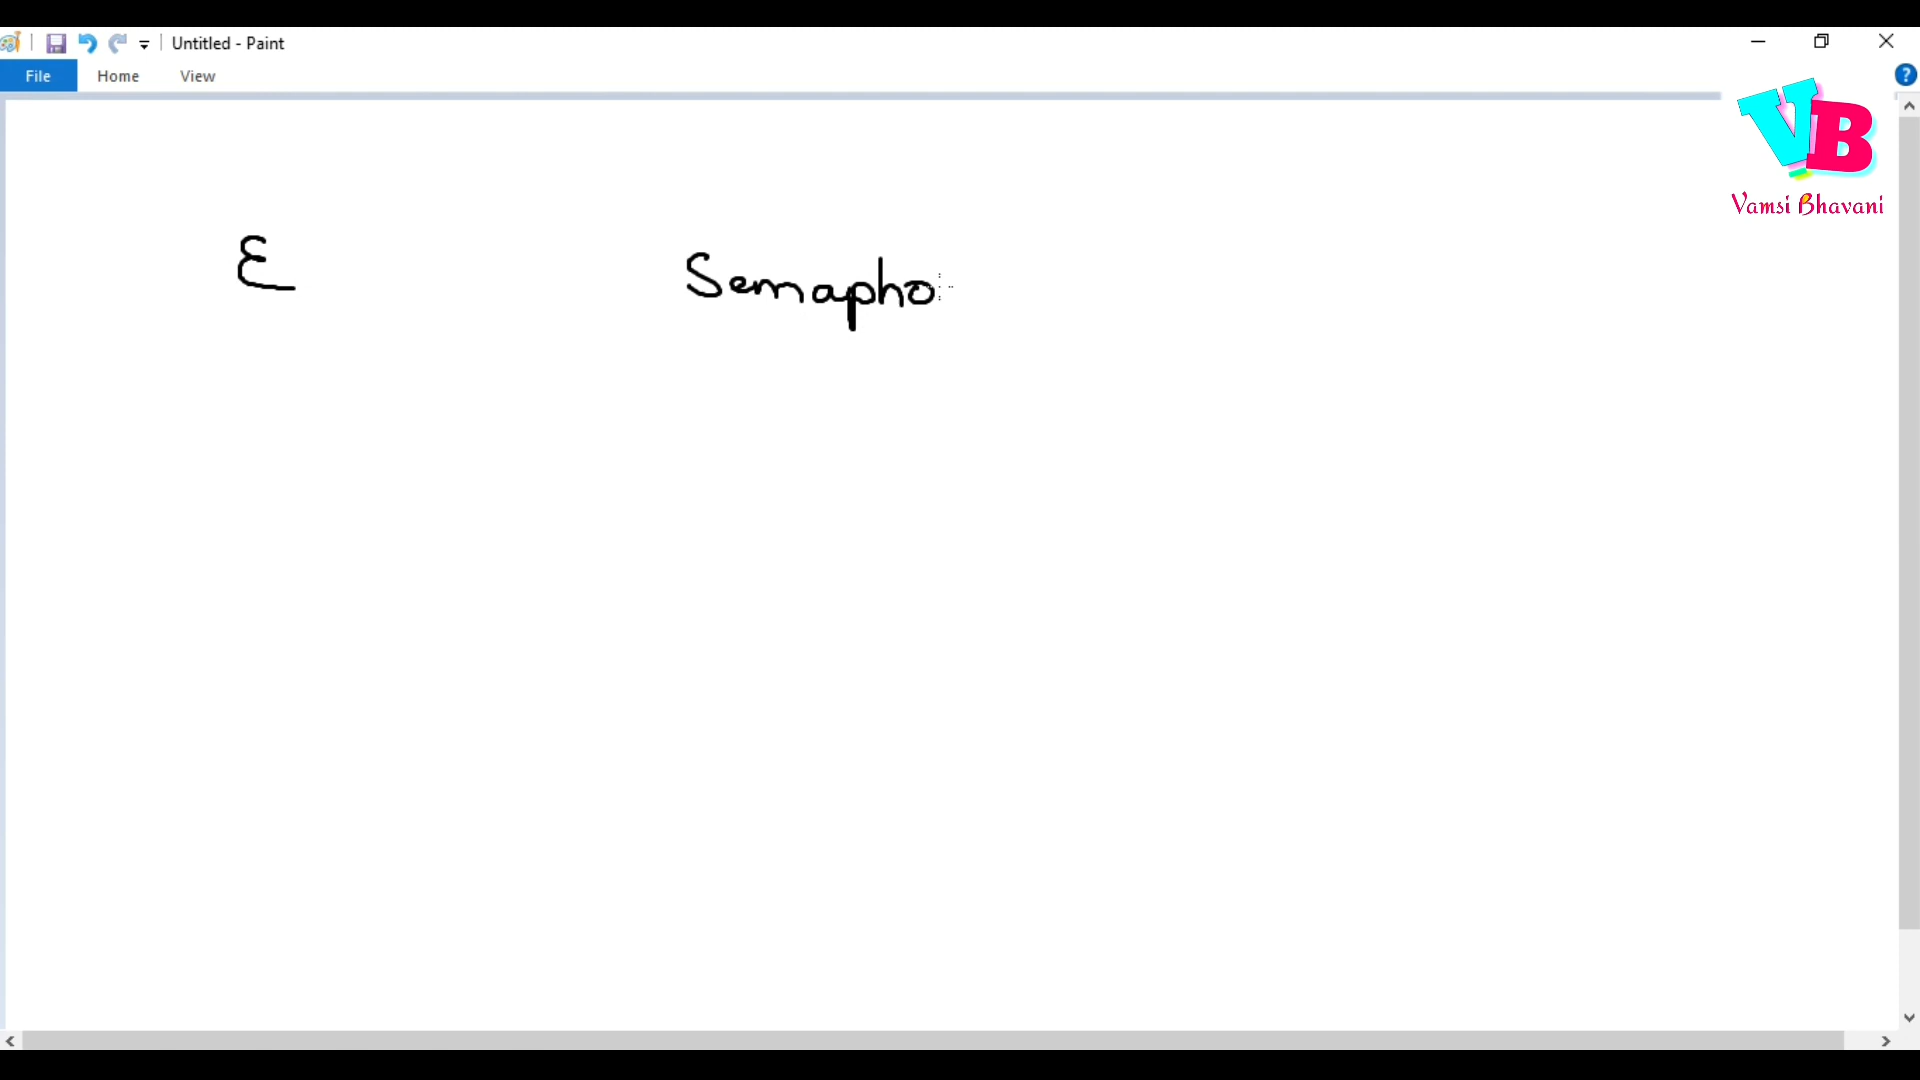 Untitled - Paint
File Home View
VB
Vamsi Bhavani
E Semapho